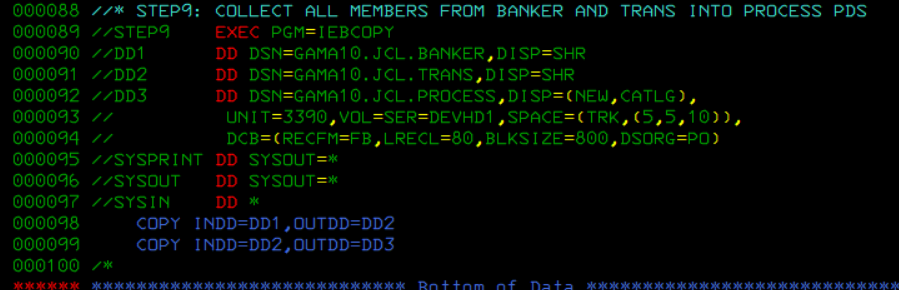 000088 //* STEP9: COLLECT ALL MEMBERS FROM BANKER AND TRANS INTO PROCESS PDS
000089 //STEP9    EXEC PGM=IEBCOPY
000090 //DD1      DD DSN=GAMA10.JCL.BANKER,DISP=SHR
000091 //DD2      DD DSN=GAMA10.JCL.TRANS,DISP=SHR
000092 //DD3      DD DSN=GAMA10.JCL.PROCESS,DISP=(NEW,CATLG),
000093 //          UNIT=3390,VOL=SER=DEVHD1,SPACE=(TRK,(5,5,10)),
000094 //          DCB=(RECFM=FB,LRECL=80,BLKSIZE=800,DSORG=PO)
000095 //SYSPRINT DD SYSOUT=*
000096 //SYSOUT   DD SYSOUT=*
000097 //SYSIN    DD *
000098     COPY INDD=DD1,OUTDD=DD2
000099     COPY INDD=DD2,OUTDD=DD3
000100 /*
****** **************************** Bottom of Data ****************************